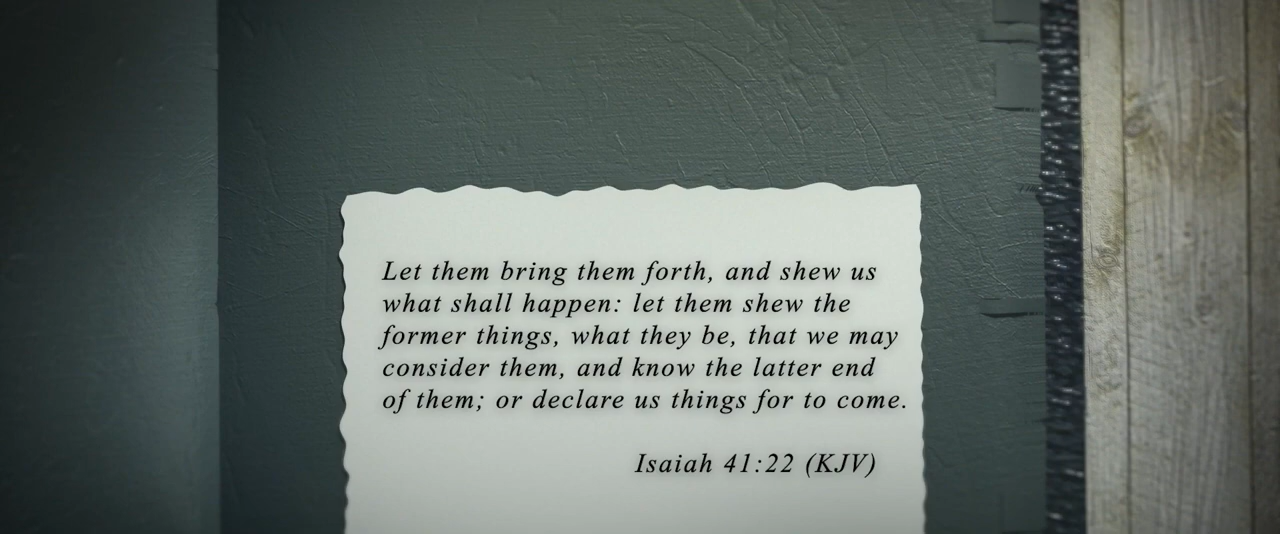 Let them bring them forth, and shew us
what shall happen: let them shew the
former things, what they be, that we may
consider them, and know the latter end
of them; or declare us things for to come.
Isaiah 41:22 (KJV)